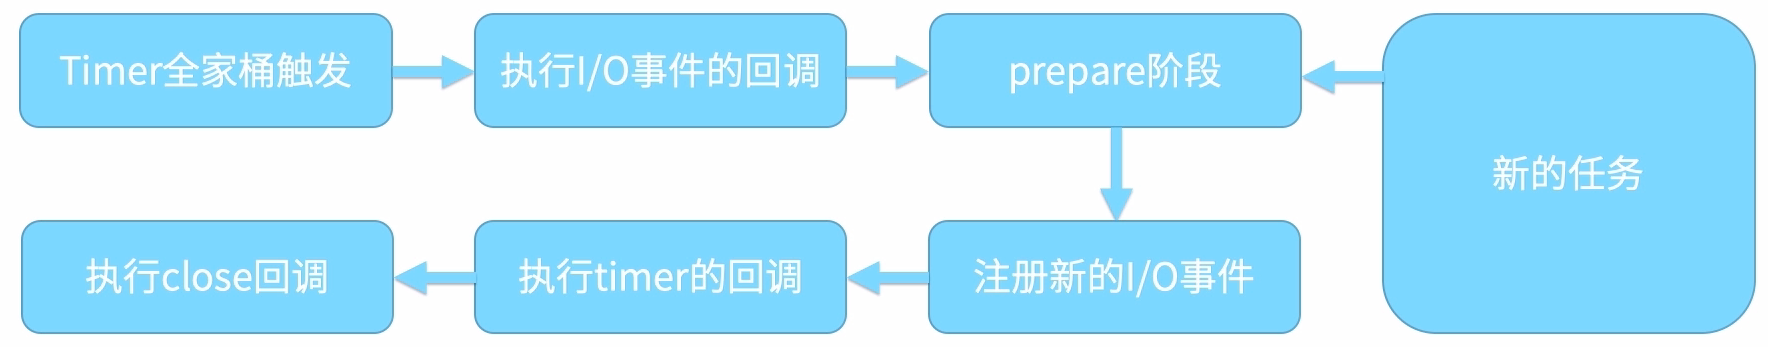 Timer全家桶触发
执行I/O事件的回调
prepare阶段
新的任务
执行close回调
执行timer的回调
注册新的I/O事件